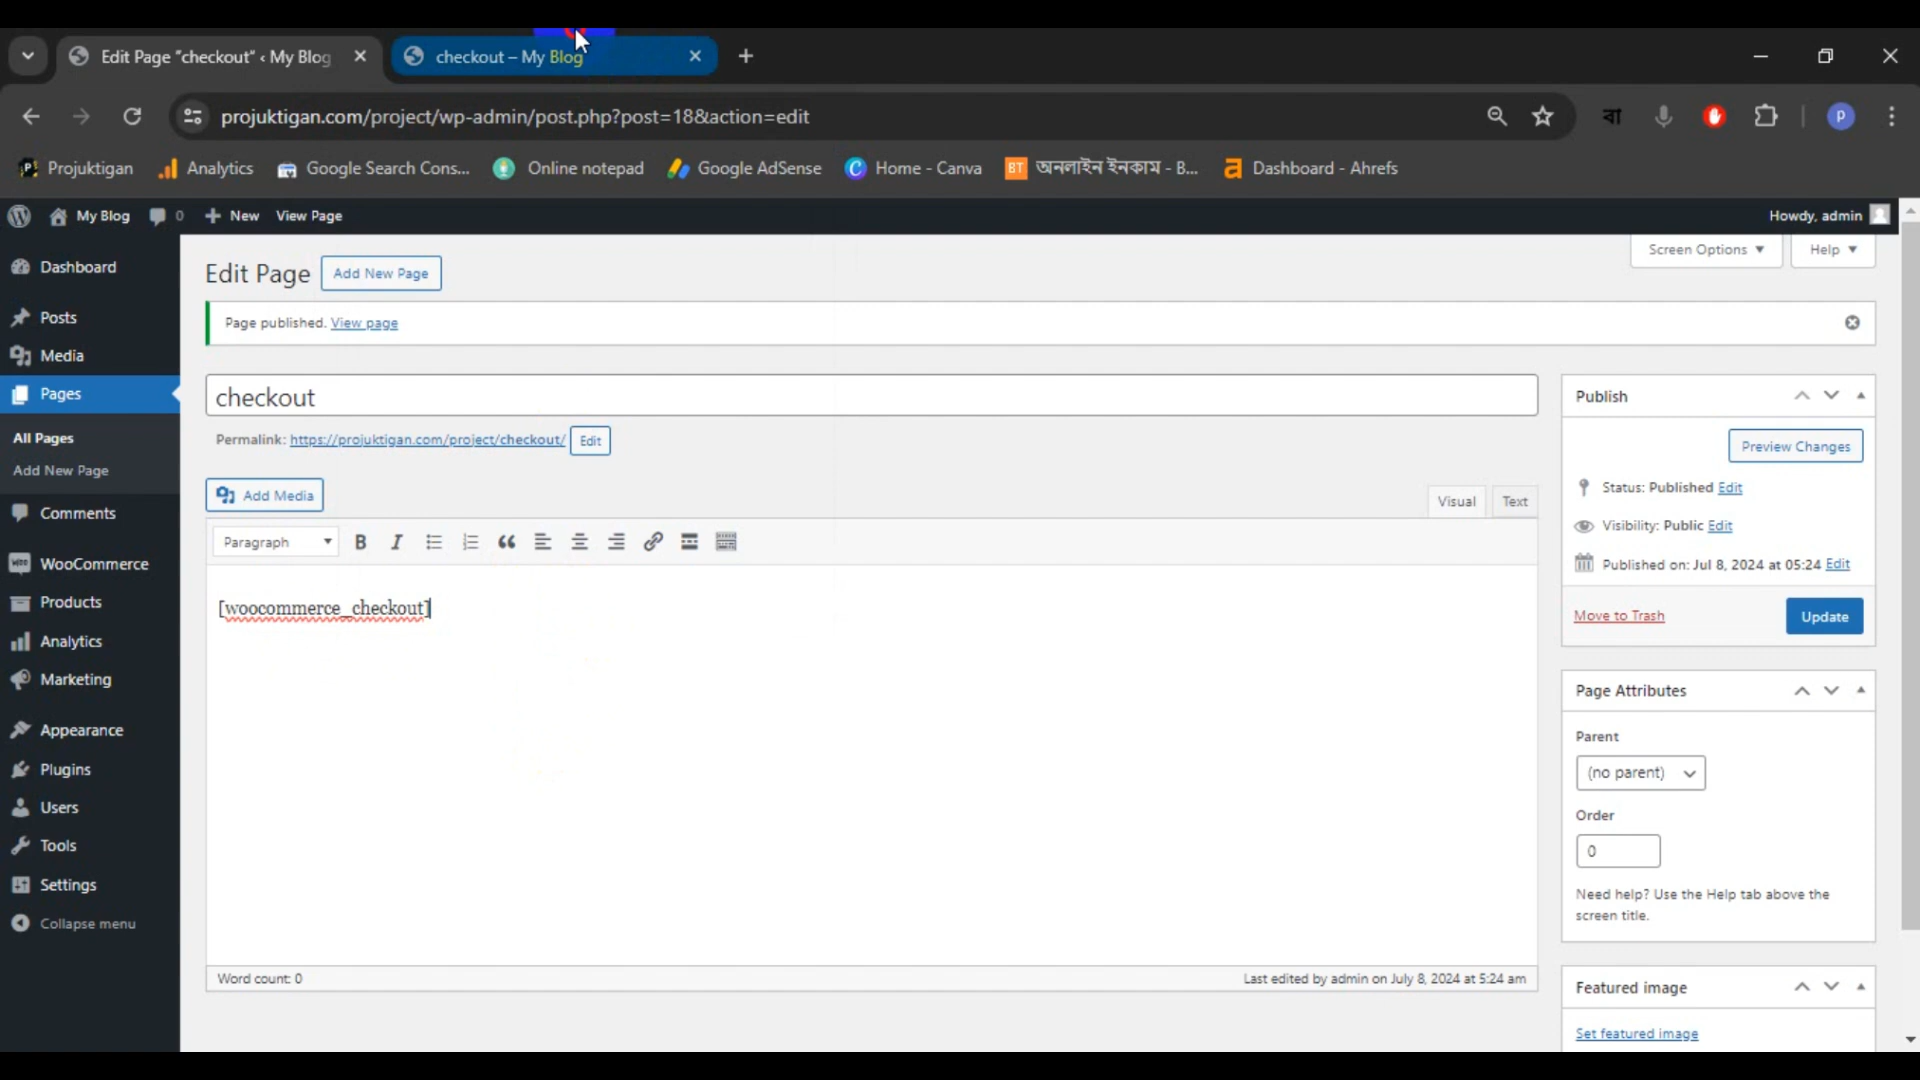 Edit Page "checkout" ‹ My Blog
checkout – My Blog
projuktigan.com/project/wp-admin/post.php?post=18&action=edit
বা
P
Projuktigan
Analytics
Google Search Cons...
Online notepad
Google AdSense
Home - Canva
BT অনলাইন ইনকাম - B...
Dashboard - Ahrefs
My Blog
0
New
View Page
Howdy, admin
Dashboard
Posts
Media
Pages
All Pages
Add New Page
Comments
WooCommerce
Products
Analytics
Marketing
Appearance
Plugins
Users
Tools
Settings
Collapse menu
Screen Options
Help
Edit Page
Add New Page
Page published. View page
checkout
Permalink: https://projuktigan.com/project/checkout/ Edit
Add Media
Visual
Text
Paragraph
[woocommerce_checkout]
Word count: 0
Last edited by admin on July 8, 2024 at 5:24 am
Publish
Preview Changes
Status: Published Edit
Visibility: Public Edit
Published on: Jul 8, 2024 at 05:24 Edit
Move to Trash
Update
Page Attributes
Parent
(no parent)
Order
0
Need help? Use the Help tab above the
screen title.
Featured image
Set featured image